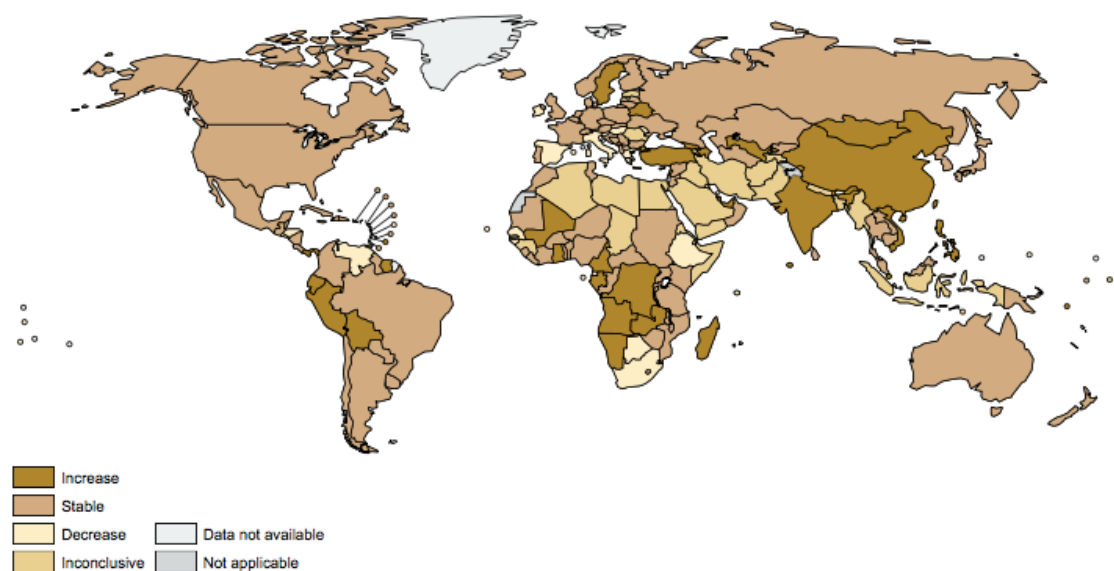 Increase
Stable
Decrease
Data not available
Inconclusive
Not applicable